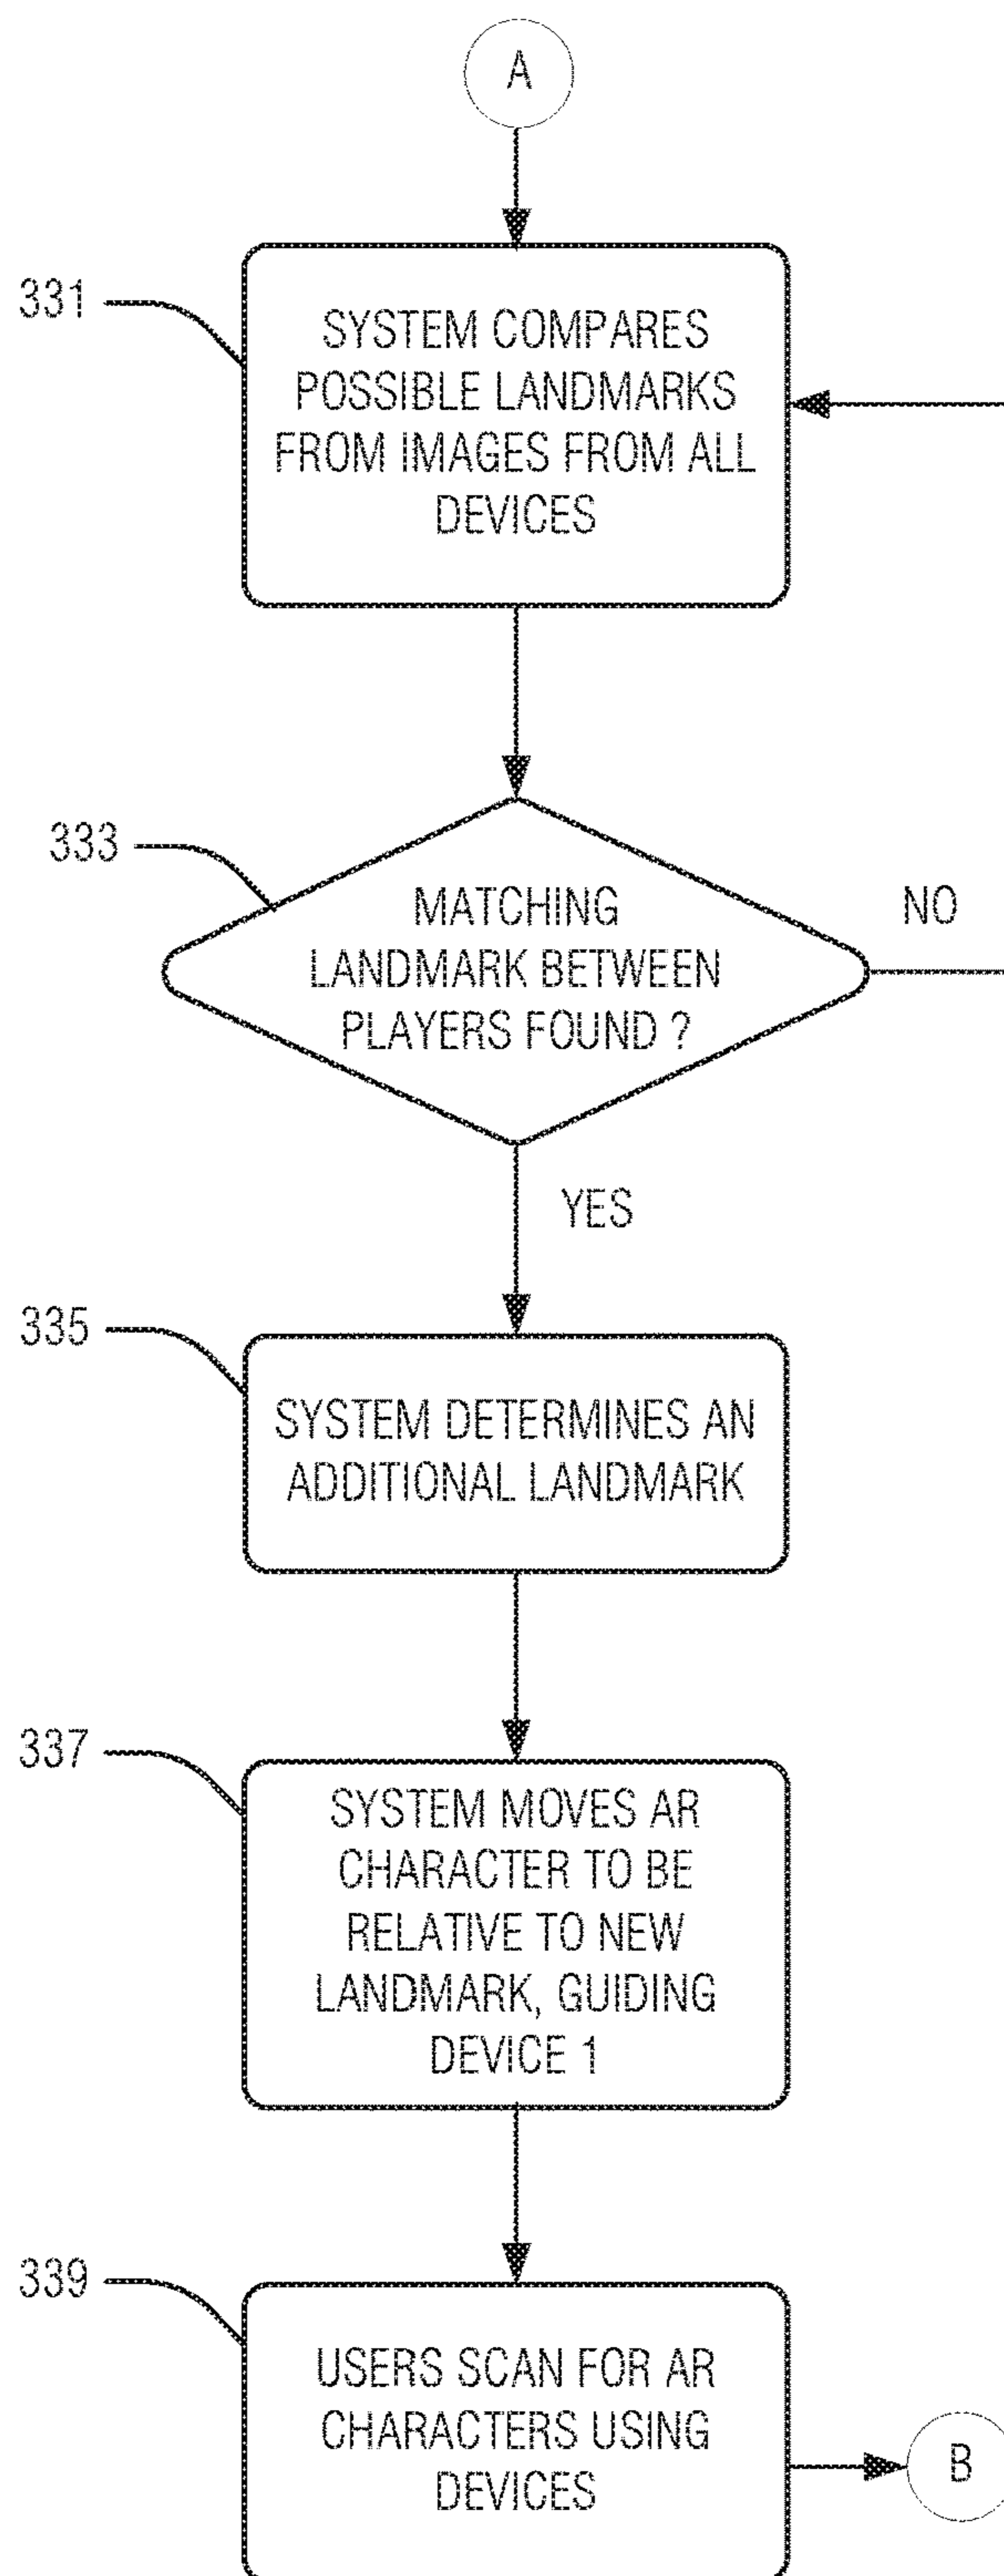 A
331
SYSTEM COMPARES
POSSIBLE LANDMARKS
FROM IMAGES FROM ALL
DEVICES
333
MATCHING
LANDMARK BETWEEN
PLAYERS FOUND ?
NO
YES
335
SYSTEM DETERMINES AN
ADDITIONAL LANDMARK
337
SYSTEM MOVES AR
CHARACTER TO BE
RELATIVE TO NEW
LANDMARK, GUIDING
DEVICE 1
339
USERS SCAN FOR AR
CHARACTERS USING
DEVICES
B